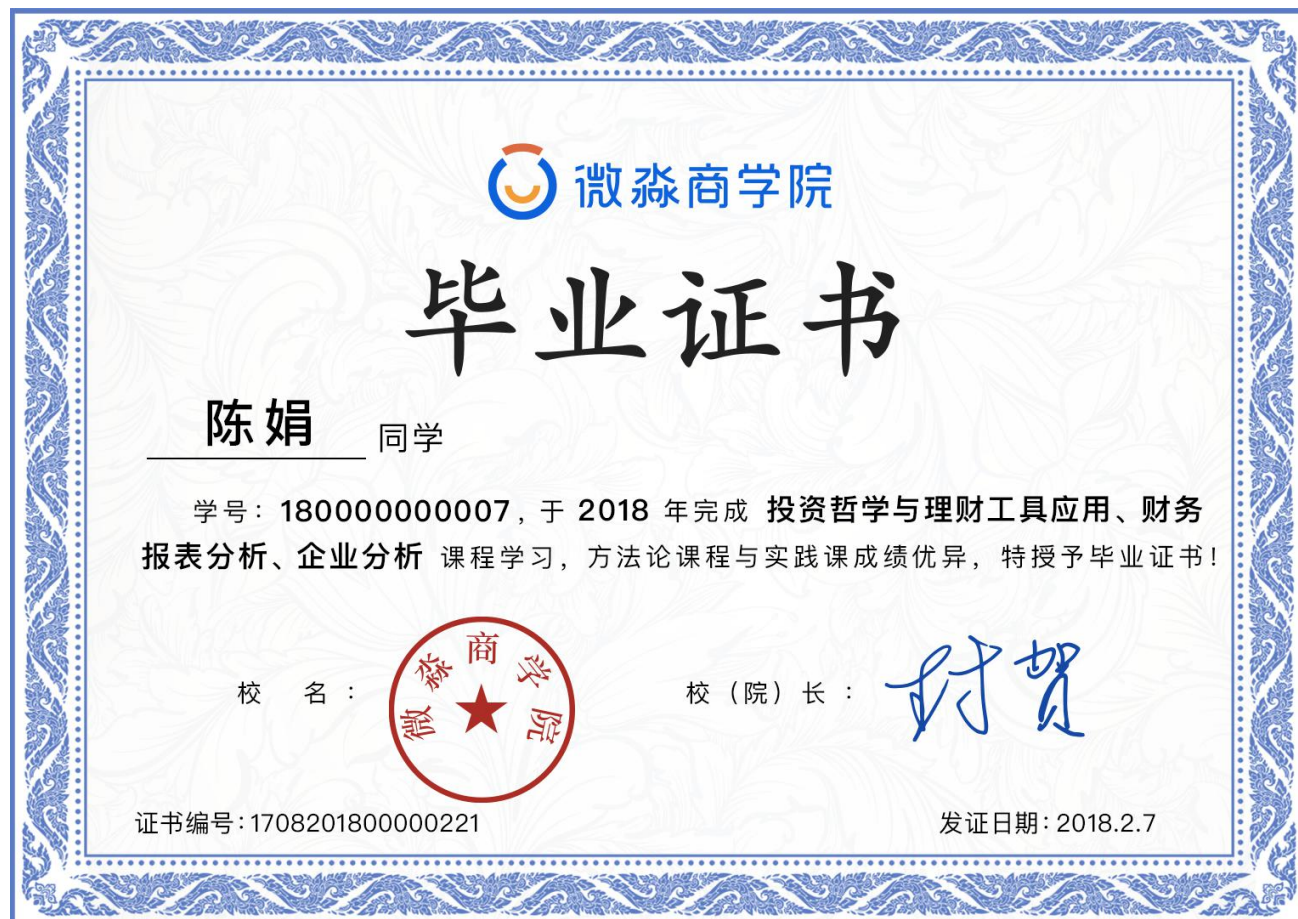 微淼商学院
毕业证书
陈娟 同学
学号：180000000007，于 2018 年完成 投资哲学与理财工具应用、财务
报表分析、企业分析 课程学习，方法论课程与实践课成绩优异，特授予毕业证书！
校 名： 微淼商学院 校（院）长： 封贺
证书编号：1708201800000221 发证日期：2018.2.7